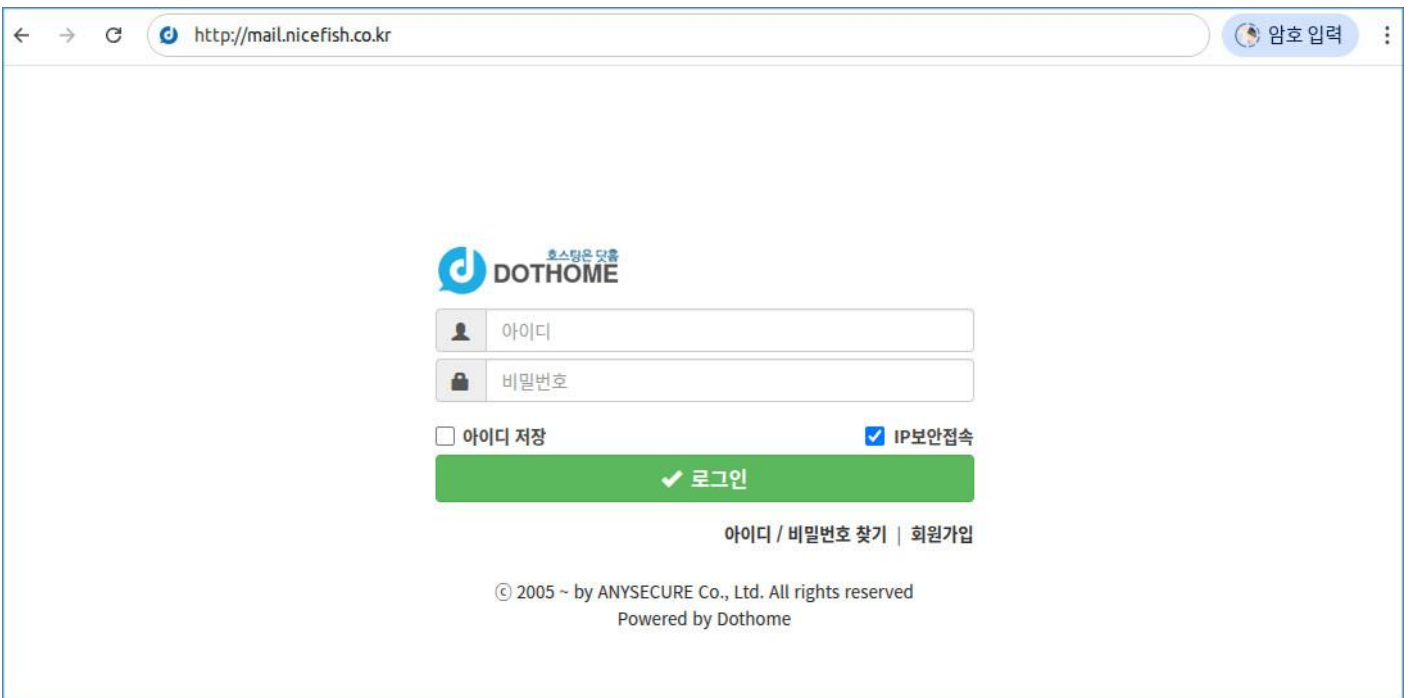 http://mail.nicefish.co.kr 암호 입력
호스팅은 닷홈
DOTHOME
아이디
비밀번호
아이디 저장 IP보안접속
로그인
아이디 / 비밀번호 찾기 | 회원가입
ⓒ 2005 ~ by ANYSECURE Co., Ltd. All rights reserved
Powered by Dothome